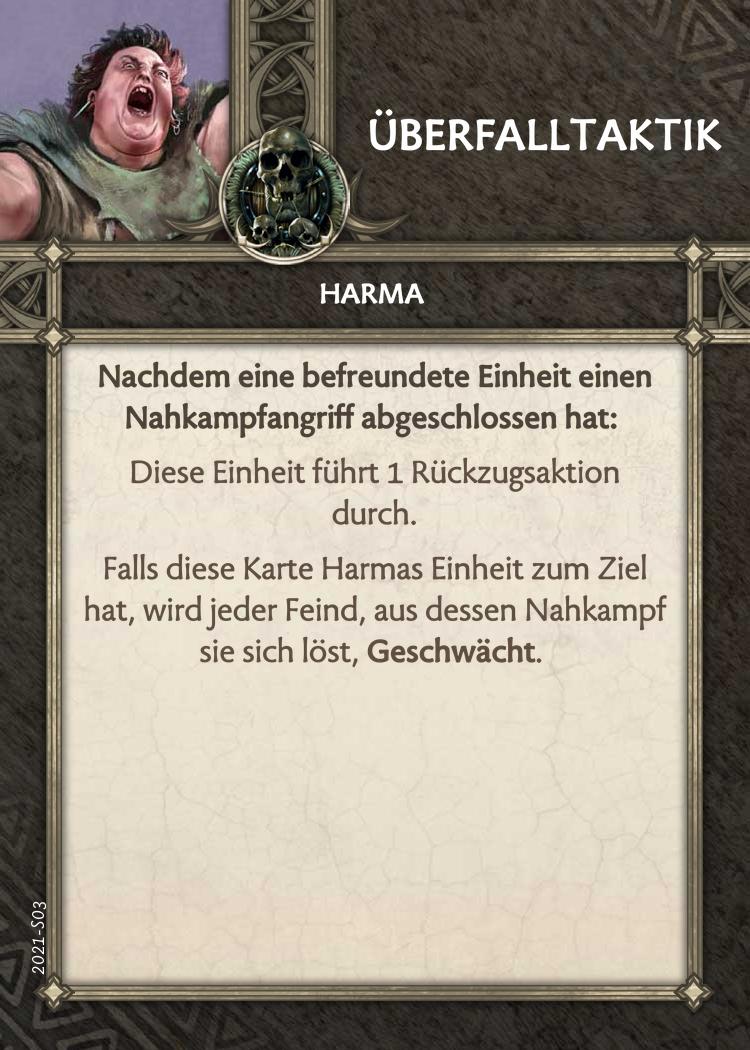 ÜBERFALLTAKTIK
HARMA
Nachdem eine befreundete Einheit einen
Nahkampfangriff abgeschlossen hat:
Diese Einheit führt 1 Rückzugsaktion
durch.
Falls diese Karte Harmas Einheit zum Ziel
hat, wird jeder Feind, aus dessen Nahkampf
sie sich löst, Geschwächt.
2021-S03